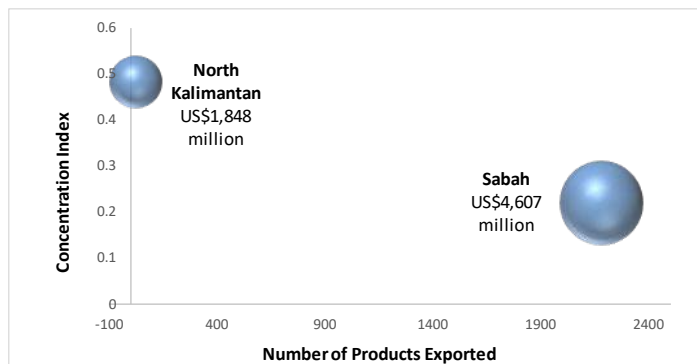 0.6
0.5
0.4
0.3
0.2
0.1
0
Concentration Index
North
Kalimantan
US$1,848
million
Sabah
US$4,607
million
-100 400 900 1400 1900 2400
Number of Products Exported